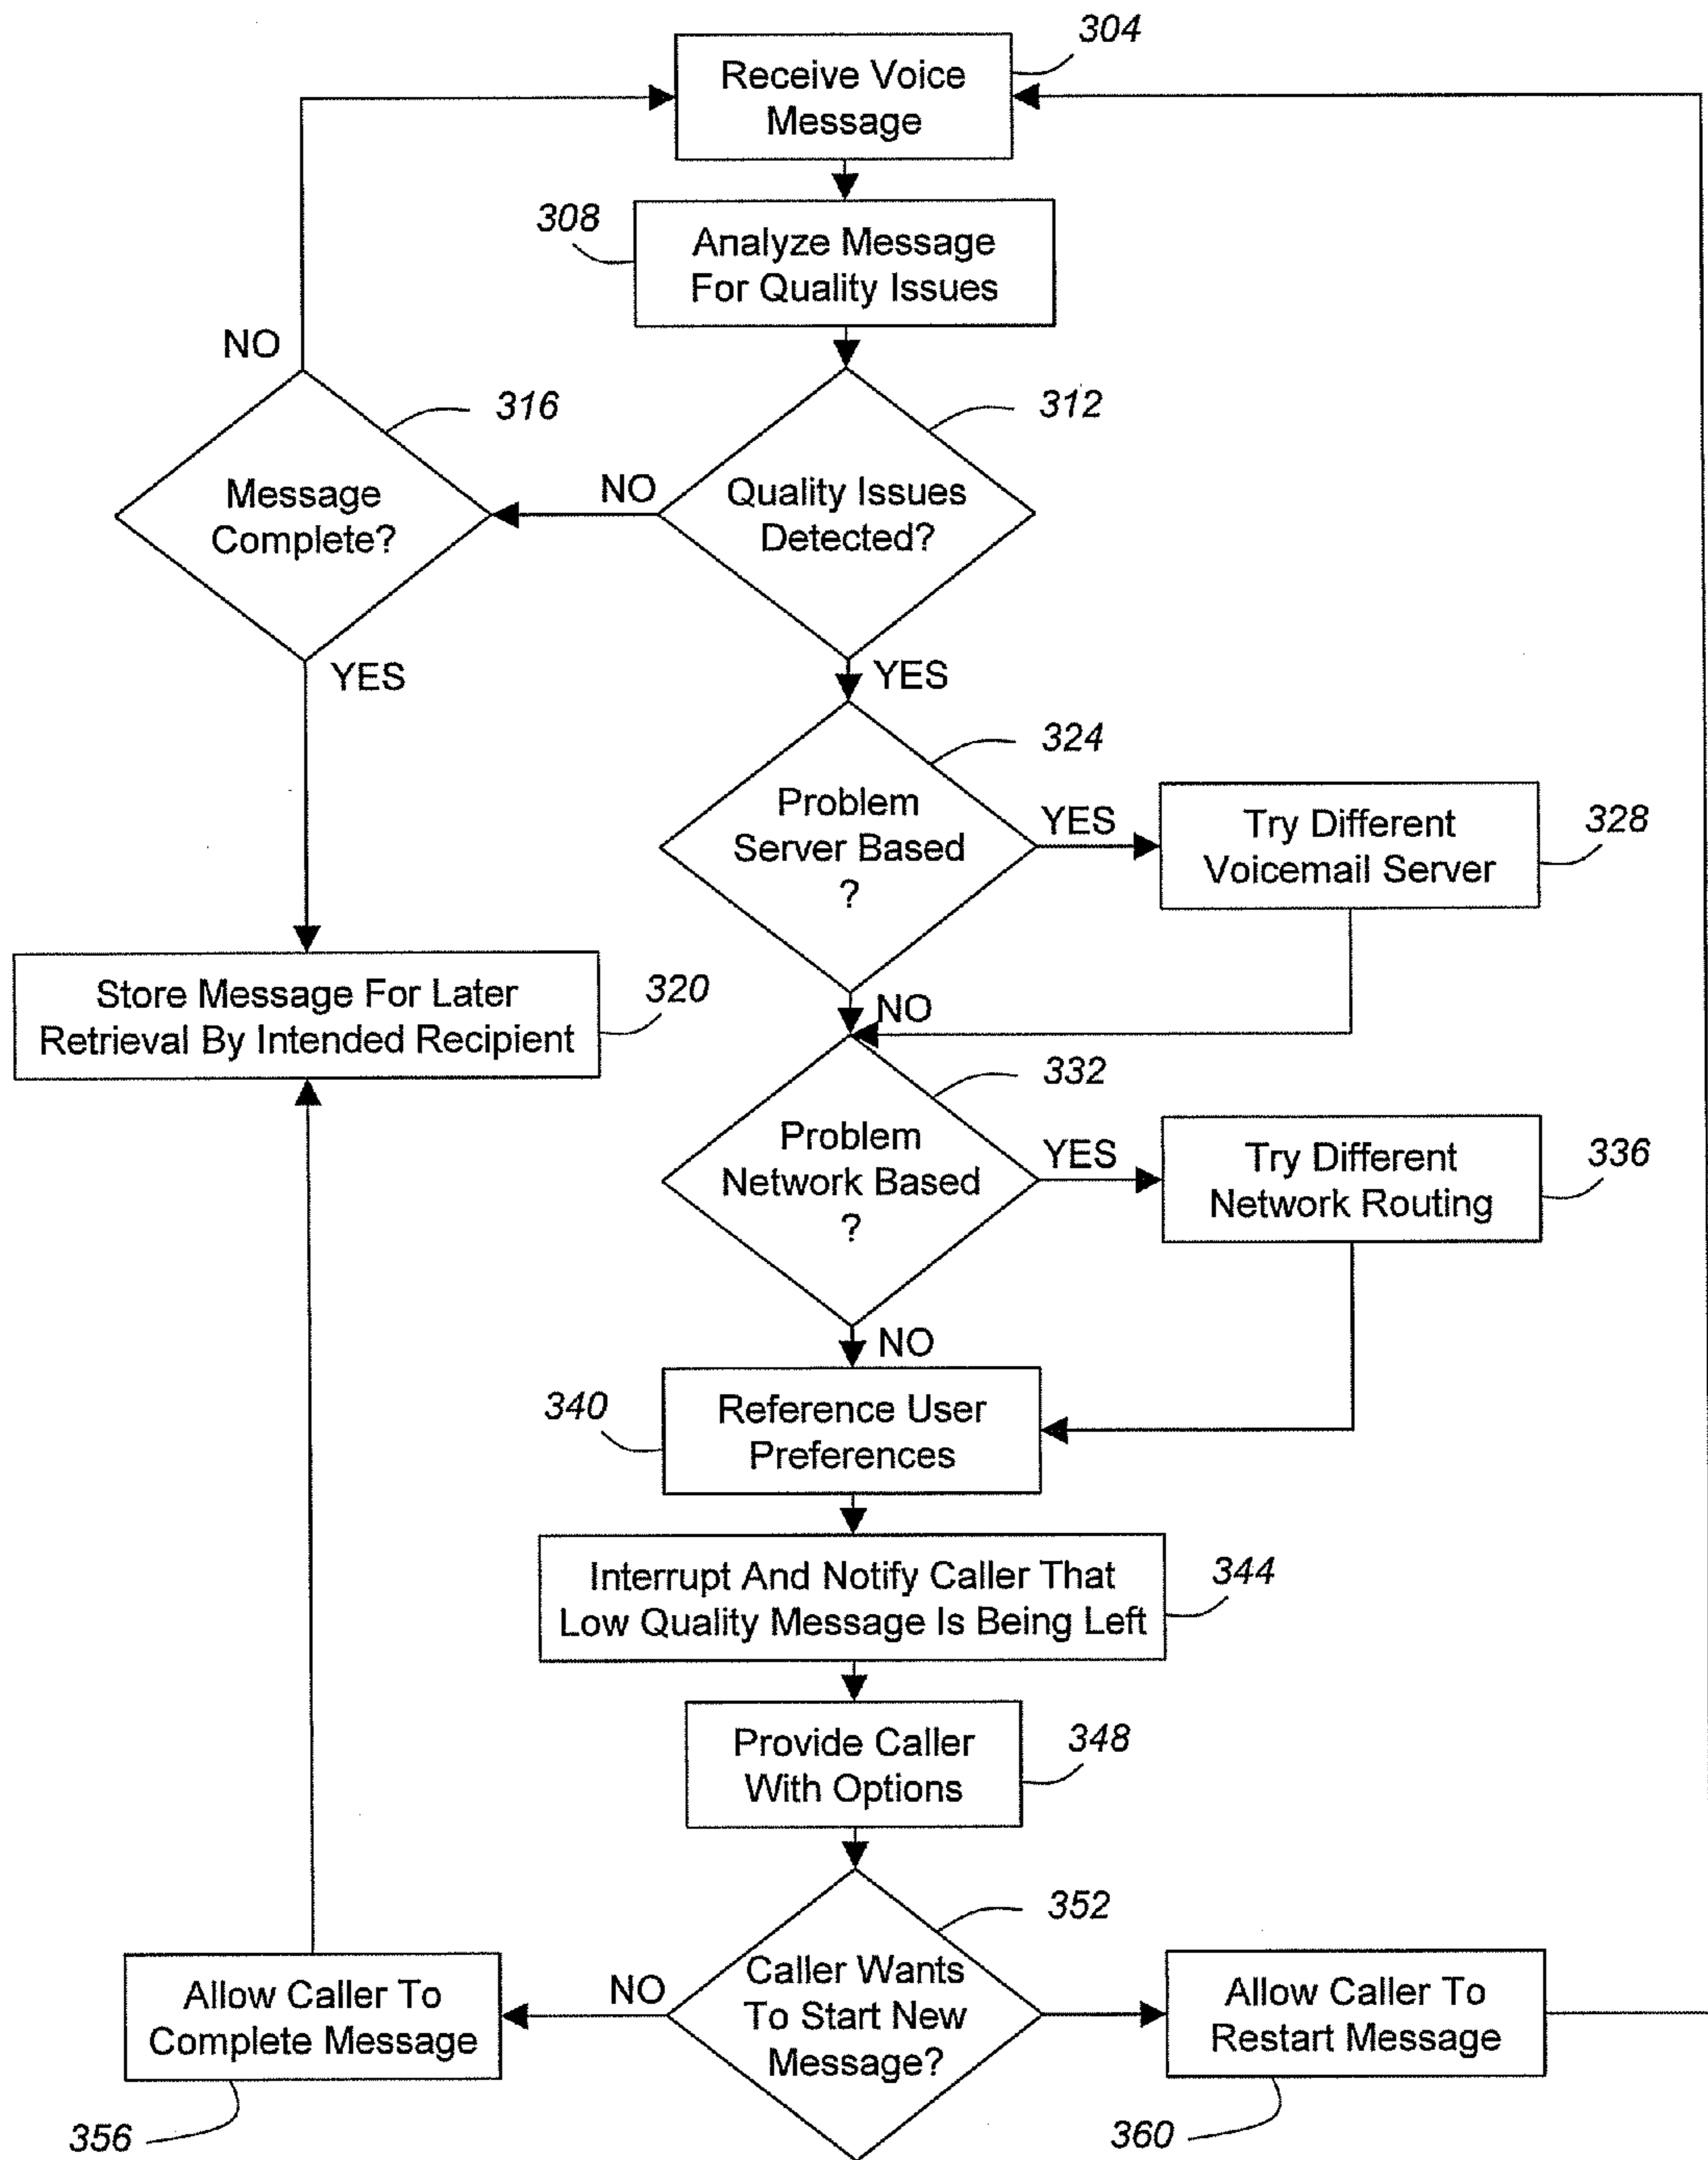 304
Receive Voice
Message
308
Analyze Message
For Quality Issues
NO
316
312
Message
Complete?
NO
Quality Issues
Detected?
YES
YES
324
Problem
Server Based
?
YES
Try Different
Voicemail Server
328
Store Message For Later
Retrieval By Intended Recipient
320
NO
332
Problem
Network Based
?
YES
Try Different
Network Routing
336
NO
340
Reference User
Preferences
Interrupt And Notify Caller That
Low Quality Message Is Being Left
344
Provide Caller
With Options
348
352
Caller Wants
To Start New
Message?
NO
Allow Caller To
Complete Message
356
Allow Caller To
Restart Message
360